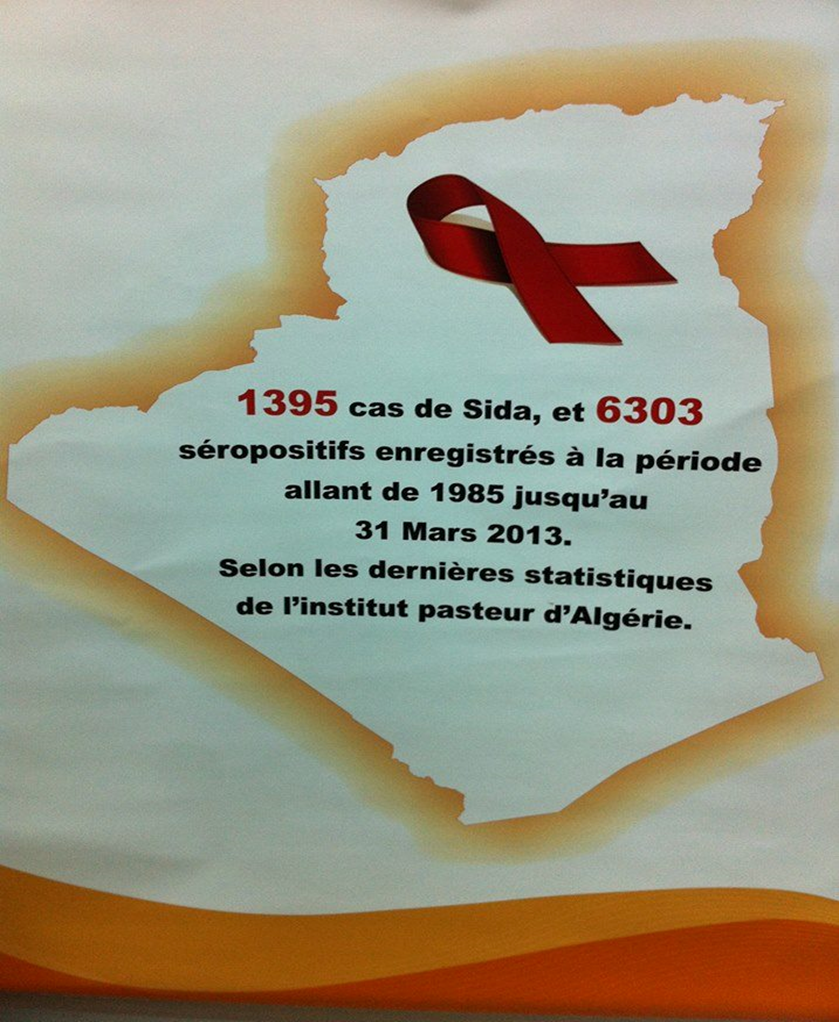 1395 cas de Sida, et 6303
séropositifs enregistrés à la période
allant de 1985 jusqu'au
31 Mars 2013.
Selon les dernières statistiques
de l'institut pasteur d'Algérie.